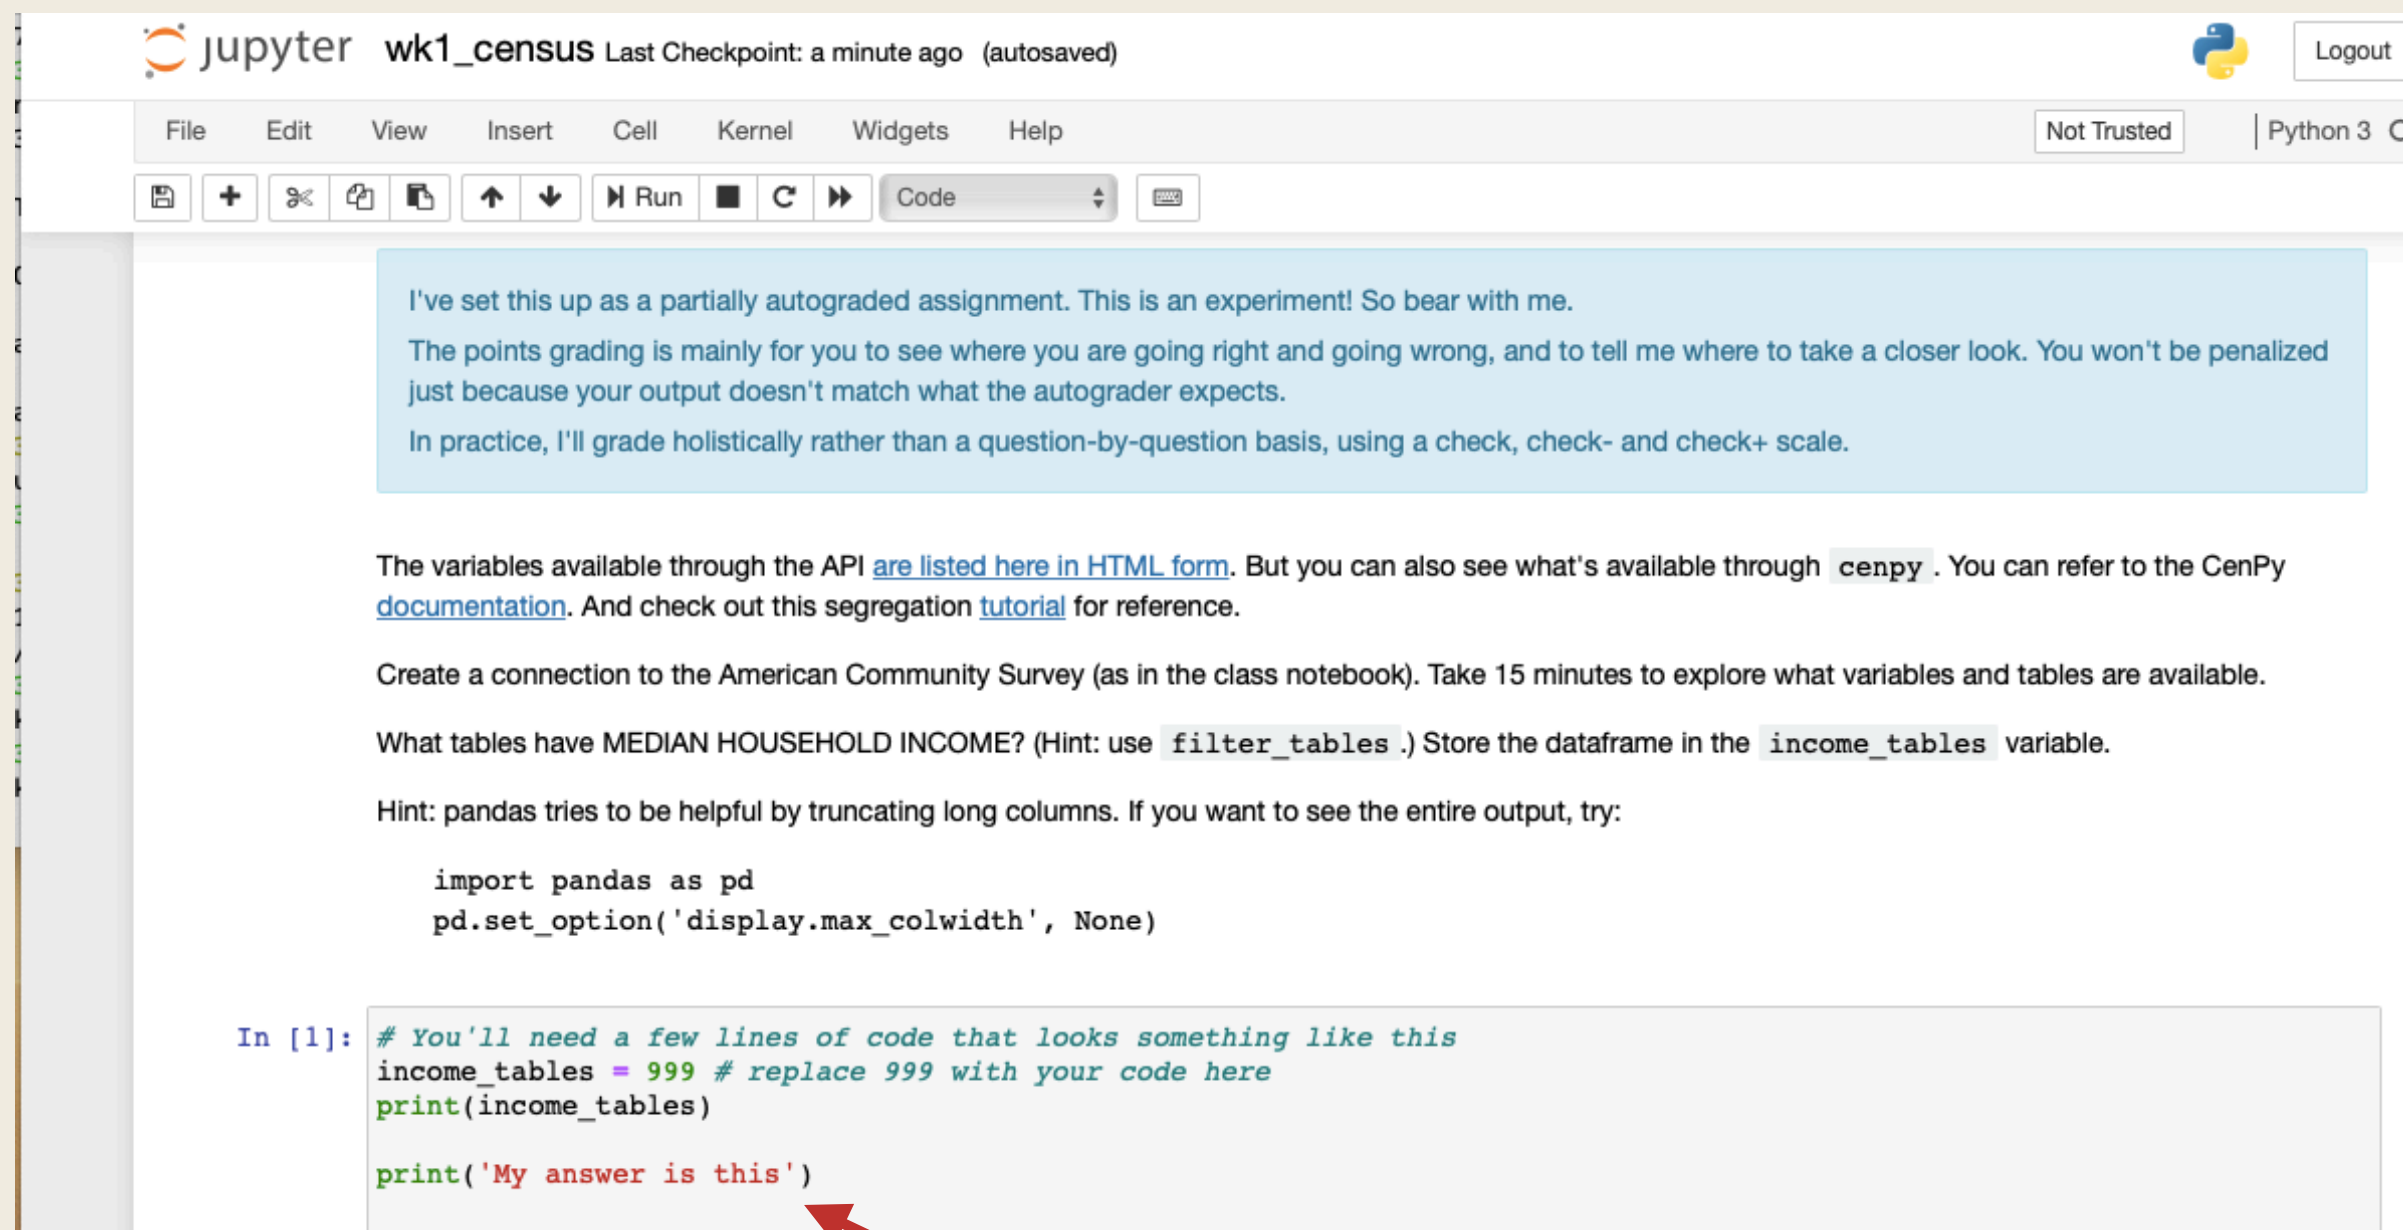 jupyter wk1_census Last Checkpoint: a minute ago (autosaved)
Logout
File Edit View Insert Cell Kernel Widgets Help
Not Trusted
Python 3
Run
Code
I've set this up as a partially autograded assignment. This is an experiment! So bear with me.
The points grading is mainly for you to see where you are going right and going wrong, and to tell me where to take a closer look. You won't be penalized
just because your output doesn't match what the autograder expects.
In practice, I'll grade holistically rather than a question-by-question basis, using a check, check- and check+ scale.
The variables available through the API are listed here in HTML form. But you can also see what's available through cenpy . You can refer to the CenPy
documentation. And check out this segregation tutorial for reference.
Create a connection to the American Community Survey (as in the class notebook). Take 15 minutes to explore what variables and tables are available.
What tables have MEDIAN HOUSEHOLD INCOME? (Hint: use filter_tables .) Store the dataframe in the income_tables variable.
Hint: pandas tries to be helpful by truncating long columns. If you want to see the entire output, try:
import pandas as pd
pd.set_option('display.max_colwidth', None)
In [1]: # You'll need a few lines of code that looks something like this
income_tables = 999 # replace 999 with your code here
print(income_tables)
print('My answer is this')